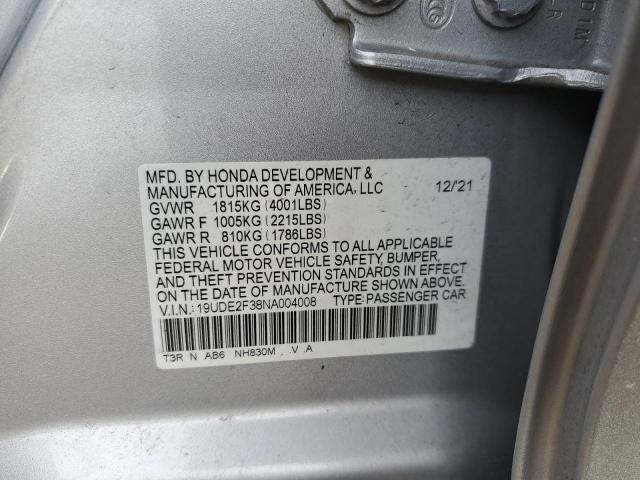 CCS
L-R
D1M
MFD. BY HONDA DEVELOPMENT &
MANUFACTURING OF AMERICA, LLC 12/21
GVWR 1815KG (4001LBS)
GAWR F 1005KG (2215LBS)
GAWR R 810KG (1786LBS)
THIS VEHICLE CONFORMS TO ALL APPLICABLE
FEDERAL MOTOR VEHICLE SAFETY, BUMPER,
AND THEFT PREVENTION STANDARDS IN EFFECT
ON THE DATE OF MANUFACTURE SHOWN ABOVE.
V.I.N.: 19UDE2F38NA004008 TYPE: PASSENGER CAR
T3R N AB6 NH830M . .V .A